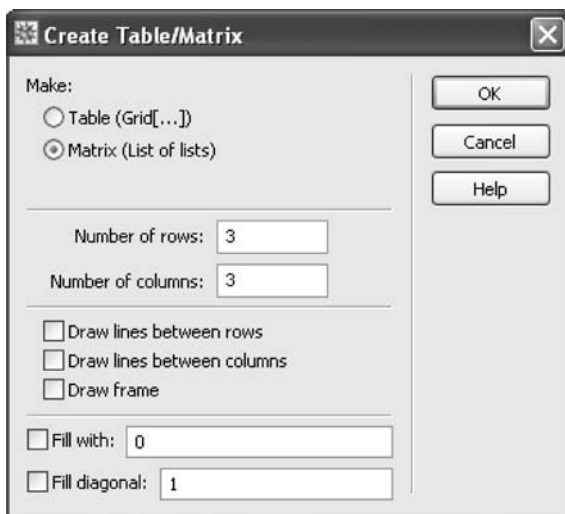 Create Table/Matrix
Make:
Table (Grid[...])
Matrix (List of lists)
OK
Cancel
Help
Number of rows: 3
Number of columns: 3
Draw lines between rows
Draw lines between columns
Draw frame
Fill with: 0
Fill diagonal: 1